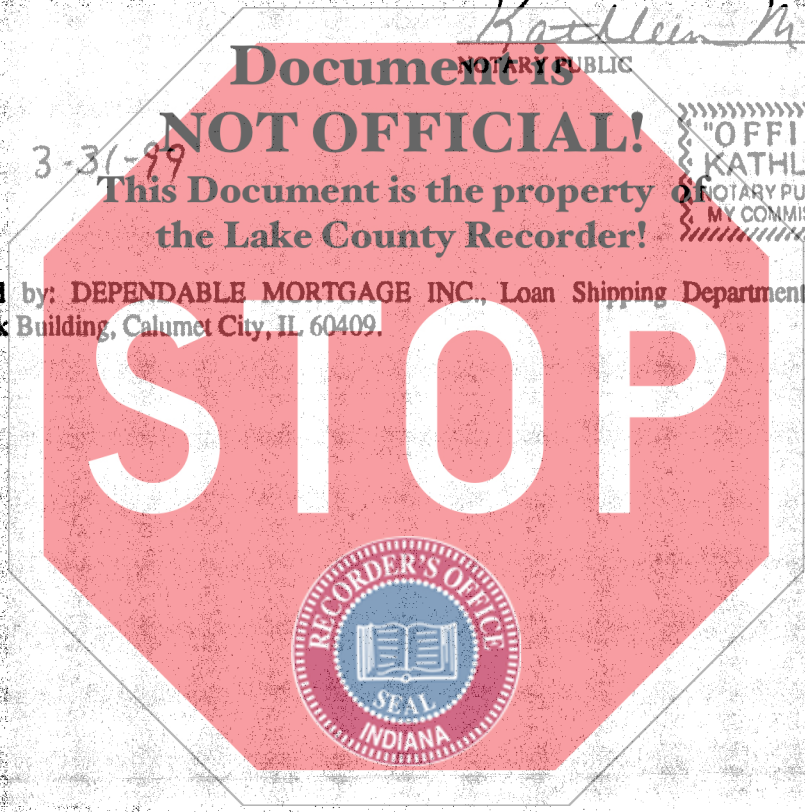 Kathleen M
NOTARY PUBLIC
Document is
NOT OFFICIAL!
3-31-99
"OFFI
KATHL
NOTARY PU
MY COMMIS
This Document is the property of
the Lake County Recorder!
by: DEPENDABLE MORTGAGE INC., Loan Shipping Department
Building, Calumet City, IL 60409.
STOP
RECORDER'S OFFICE
SEAL
INDIANA